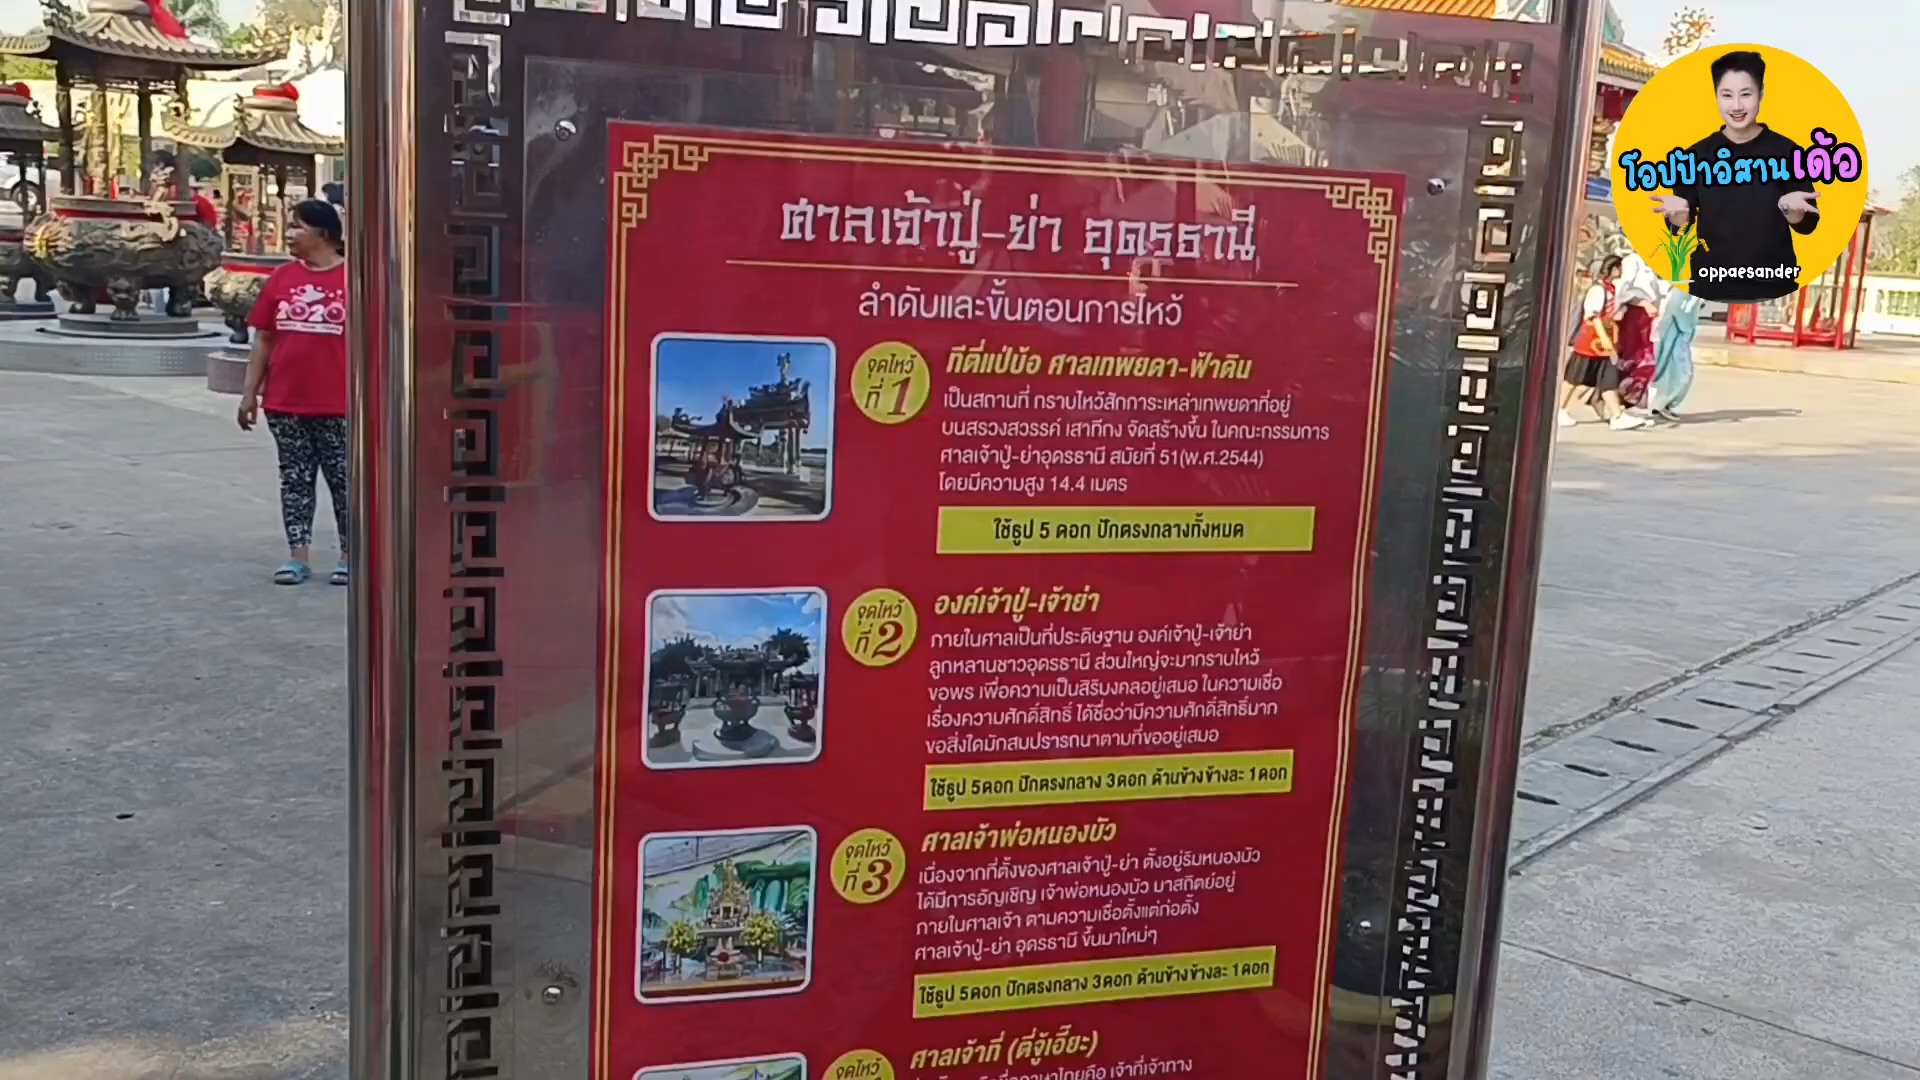 ศาลเจ้าปู่-ย่า อุดรธานี
ลำดับและขั้นตอนการไหว้
จุดไหว้
ที่ 1
ทีตี่แป่บ้อ ศาลเทพยดา-ฟ้าดิน
เป็นสถานที่ กราบไหว้สักการะเหล่าเทพยดาที่อยู่
บนสรวงสวรรค์ เสาทีกง จัดสร้างขึ้น ในคณะกรรมการ
ศาลเจ้าปู่-ย่าอุดรธานี สมัยที่ 51(พ.ศ.2544)
โดยมีความสูง 14.4 เมตร
ใช้ธูป 5 ดอก ปักตรงกลางทั้งหมด
จุดไหว้
ที่ 2
องค์เจ้าปู่-เจ้าย่า
ภายในศาลเป็นที่ประดิษฐาน องค์เจ้าปู่-เจ้าย่า
ลูกหลานชาวอุดรธานี ส่วนใหญ่จะมากราบไหว้
ขอพร เพื่อความเป็นสิริมงคลอยู่เสมอ ในความเชื่อ
เรื่องความศักดิ์สิทธิ์ ได้ชื่อว่ามีความศักดิ์สิทธิ์มาก
ขอสิ่งใดมักสมปรารถนาตามที่ขออยู่เสมอ
ใช้ธูป 5ดอก ปักตรงกลาง 3ดอก ด้านข้างข้างละ 1ดอก
จุดไหว้
ที่ 3
ศาลเจ้าพ่อหนองบัว
เนื่องจากที่ตั้งของศาลเจ้าปู่-ย่า ตั้งอยู่ริมหนองบัว
ได้มีการอัญเชิญ เจ้าพ่อหนองบัว มาสถิตย์อยู่
ภายในศาลเจ้า ตามความเชื่อตั้งแต่ก่อตั้ง
ศาลเจ้าปู่-ย่า อุดรธานี ขึ้นมาใหม่ๆ
ใช้ธูป 5ดอก ปักตรงกลาง 3ดอก ด้านข้างข้างละ 1ดอก
จุดไหว้
ศาลเจ้าที่ (ตี่จู้เอี๊ยะ)
ภาษาไทยคือ เจ้าที่เจ้าทาง
2020
โอปป้าอีสานเด้อ
oppaesander